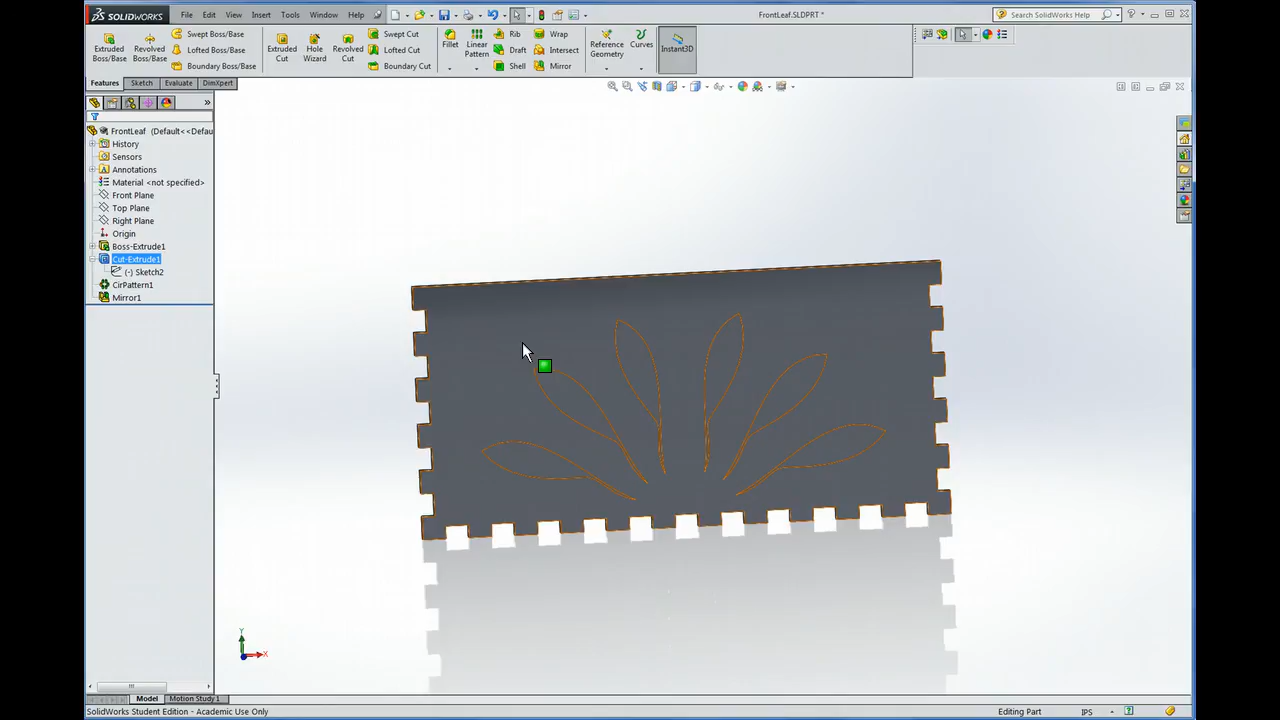 SOLIDWORKS File Edit View Insert Tools Window Help FrontLeaf.SLDPRT * Search SolidWorks Help
Extruded Boss/Base Revolved Boss/Base Swept Boss/Base Lofted Boss/Base Boundary Boss/Base Extruded Cut Hole Wizard Revolved Cut Swept Cut Lofted Cut Boundary Cut Fillet Linear Pattern Rib Draft Shell Wrap Intersect Mirror Reference Geometry Curves Instant3D
Features Sketch Evaluate DimXpert
FrontLeaf (Default<<Defau
History
Sensors
Annotations
Material <not specified>
Front Plane
Top Plane
Right Plane
Origin
Boss-Extrude1
Cut-Extrude1
(-) Sketch2
CirPattern1
Mirror1
Y
X
Model Motion Study 1
SolidWorks Student Edition - Academic Use Only Editing Part IPS